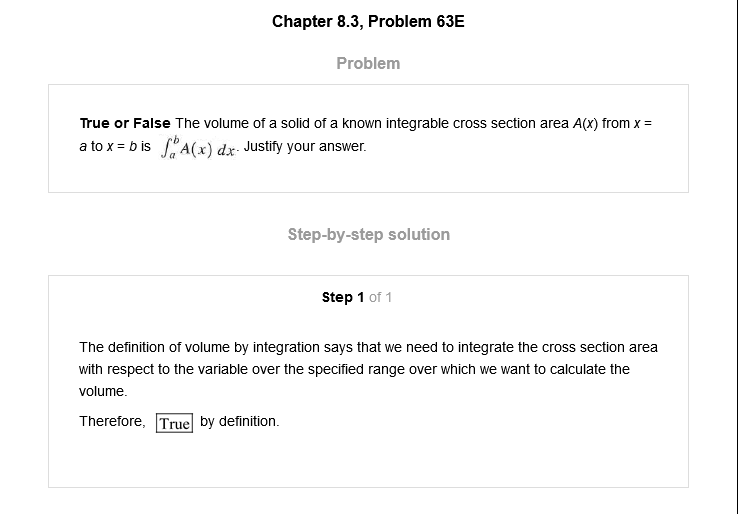 Chapter 8.3, Problem 63E
Problem
True or False The volume of a solid of a known integrable cross section area A(x) from x =
a to x = b is ∫ₐᵇ A(x) dx. Justify your answer.
Step-by-step solution
Step 1 of 1
The definition of volume by integration says that we need to integrate the cross section area
with respect to the variable over the specified range over which we want to calculate the
volume.
Therefore, True by definition.